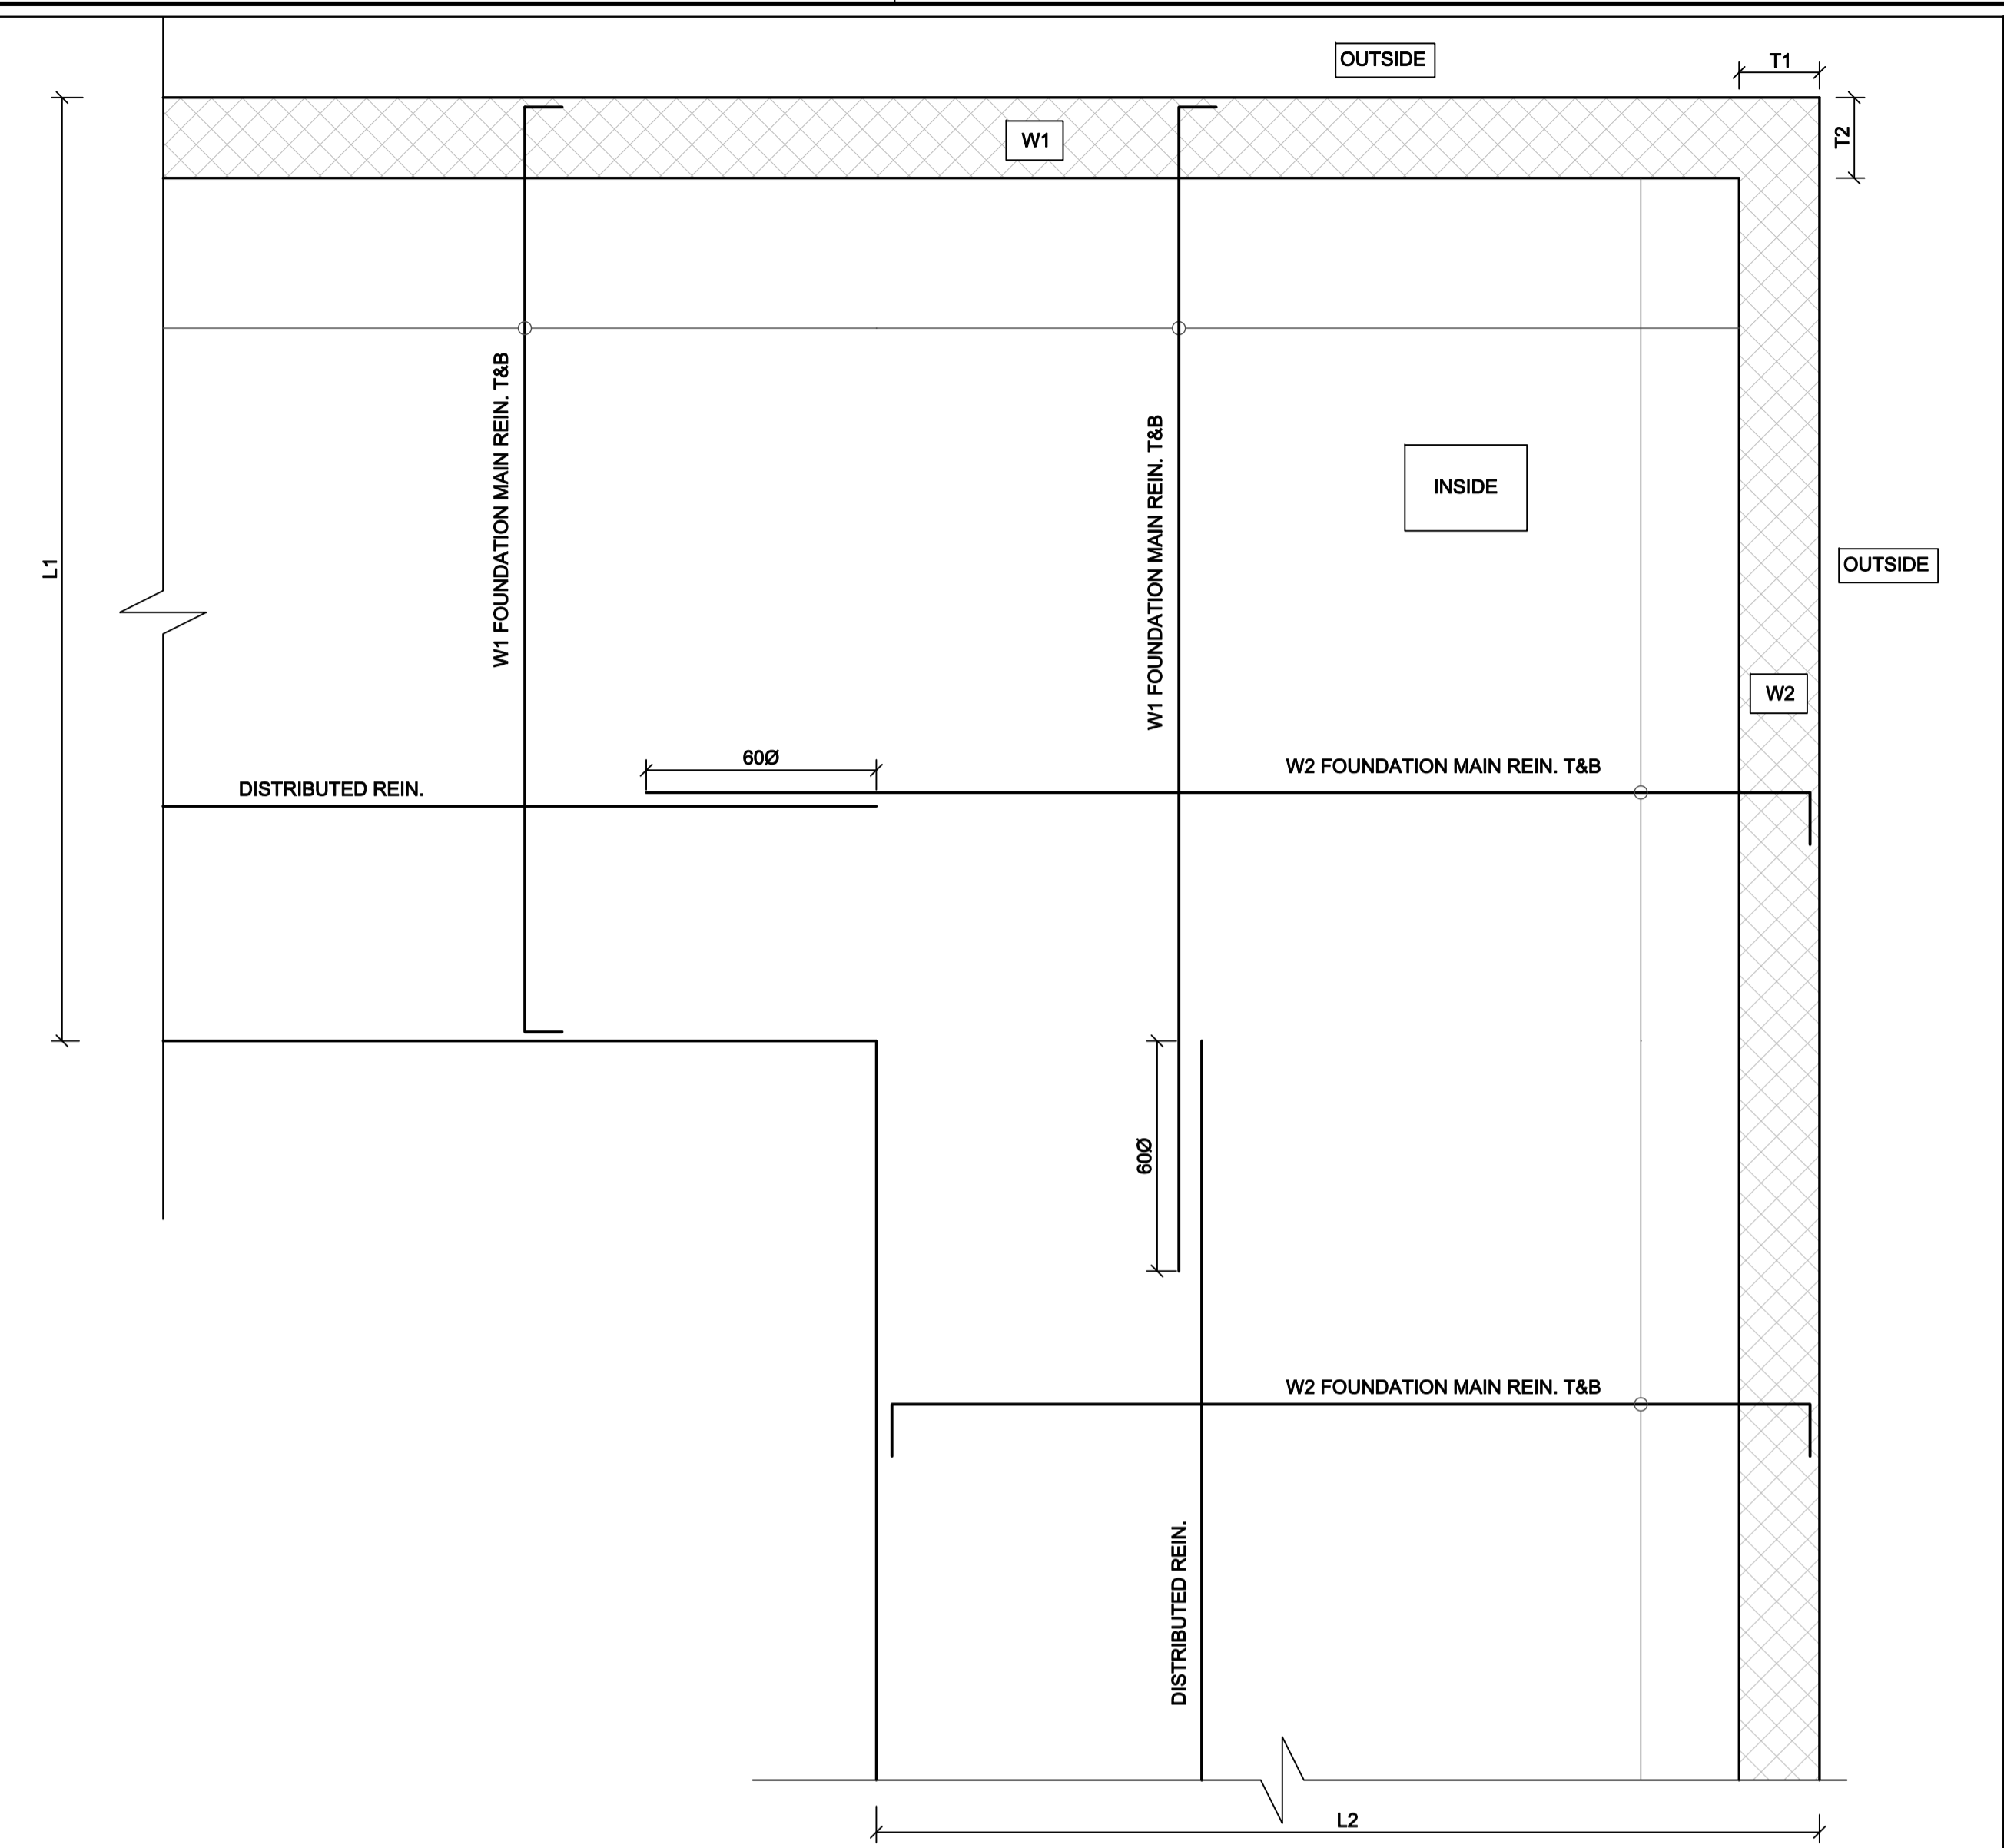 OUTSIDE
T1
W1
T2
W1 FOUNDATION MAIN REIN. T&B
W1 FOUNDATION MAIN REIN. T&B
INSIDE
L1
OUTSIDE
W2
60Ø
W2 FOUNDATION MAIN REIN. T&B
DISTRIBUTED REIN.
60Ø
W2 FOUNDATION MAIN REIN. T&B
DISTRIBUTED REIN.
L2